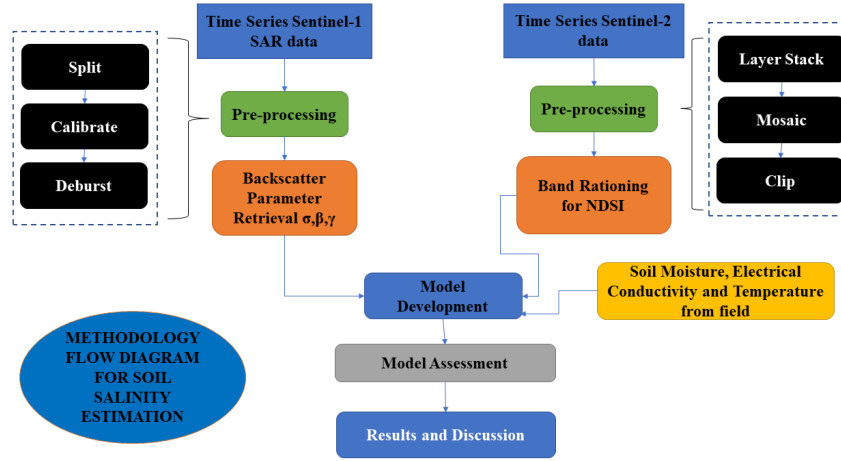 Time Series Sentinel-1
SAR data
Time Series Sentinel-2
data
Split
Calibrate
Deburst
Pre-processing
Pre-processing
Layer Stack
Mosaic
Clip
Backscatter
Parameter
Retrieval σ,β,γ
Band Rationing
for NDSI
Model
Development
Soil Moisture, Electrical
Conductivity and Temperature
from field
METHODOLOGY
FLOW DIAGRAM
FOR SOIL
SALINITY
ESTIMATION
Model Assessment
Results and Discussion